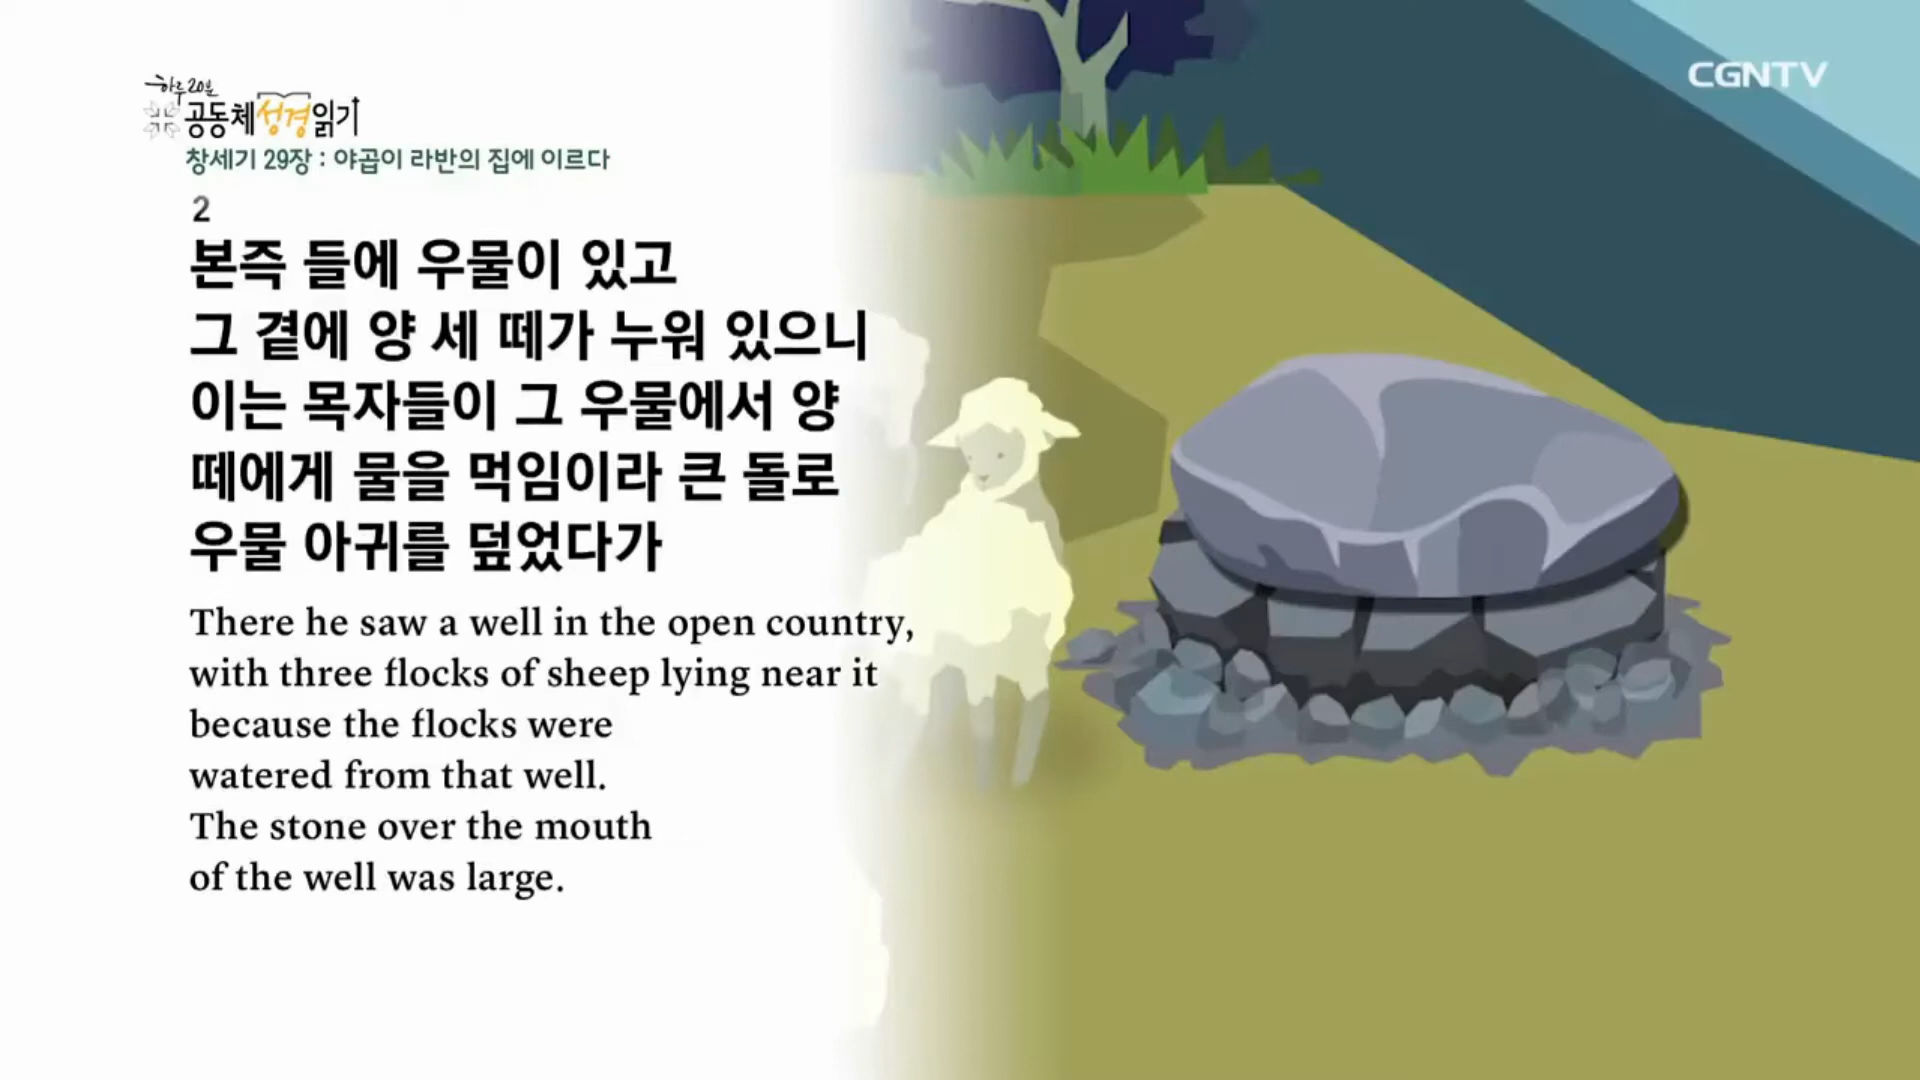 하루 20분
공동체성경읽기
CGNTV
창세기 29장 : 야곱이 라반의 집에 이르다
2
본즉 들에 우물이 있고
그 곁에 양 세 떼가 누워 있으니
이는 목자들이 그 우물에서 양
떼에게 물을 먹임이라 큰 돌로
우물 아귀를 덮었다가
There he saw a well in the open country,
with three flocks of sheep lying near it
because the flocks were
watered from that well.
The stone over the mouth
of the well was large.